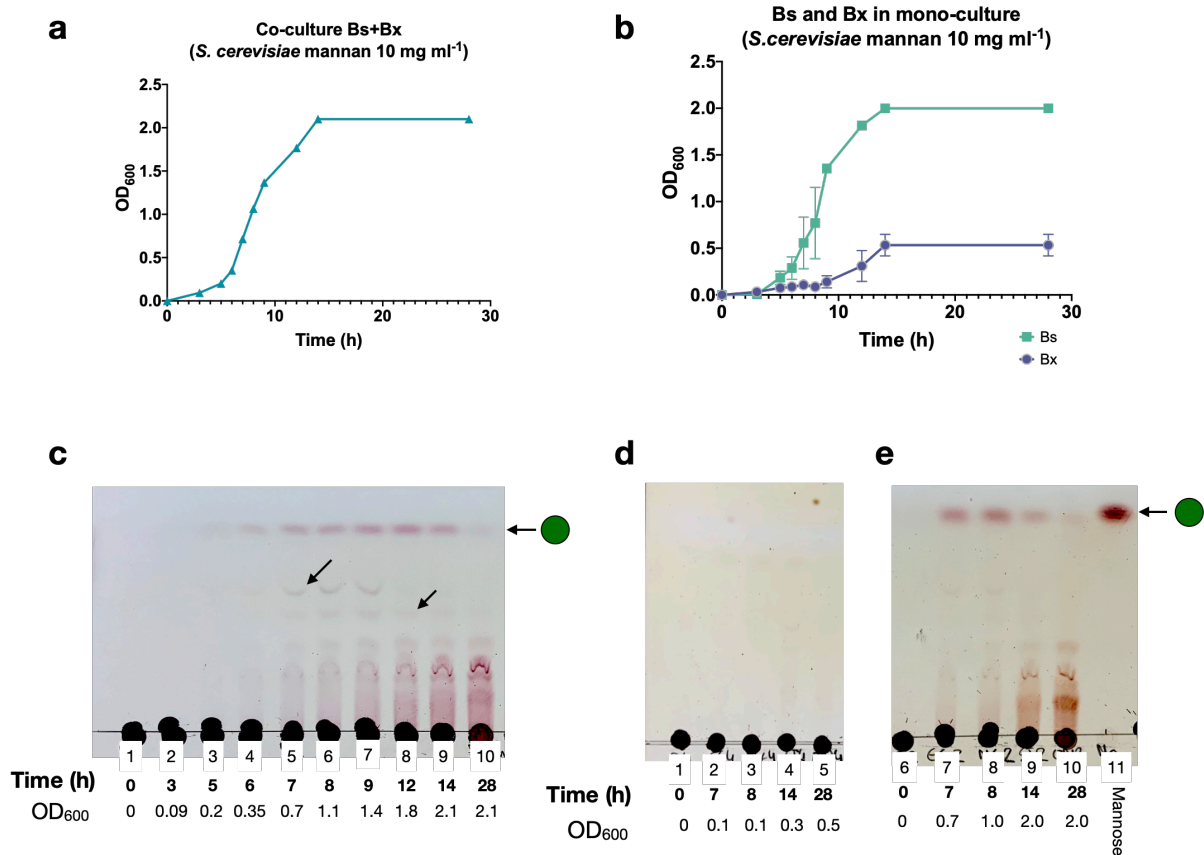 a
Co-culture Bs+Bx
(S. cerevisiae mannan 10 mg ml-1)
2.5
2.0
1.5
1.0
0.5
0.0
OD600
0
10
20
30
Time (h)
b
Bs and Bx in mono-culture
(S.cerevisiae mannan 10 mg ml-1)
2.5
2.0
1.5
1.0
0.5
0.0
OD600
0
10
20
30
Time (h)
Bs
Bx
c
1 2 3 4 5 6 7 8 9 10
Time (h) 0 3 5 6 7 8 9 12 14 28
OD600 0 0.09 0.2 0.35 0.7 1.1 1.4 1.8 2.1 2.1
d
1 2 3 4 5
Time (h) 0 7 8 14 28
OD600 0 0.1 0.1 0.3 0.5
e
6 7 8 9 10 11
0 7 8 14 28
0 0.7 1.0 2.0 2.0
Mannose